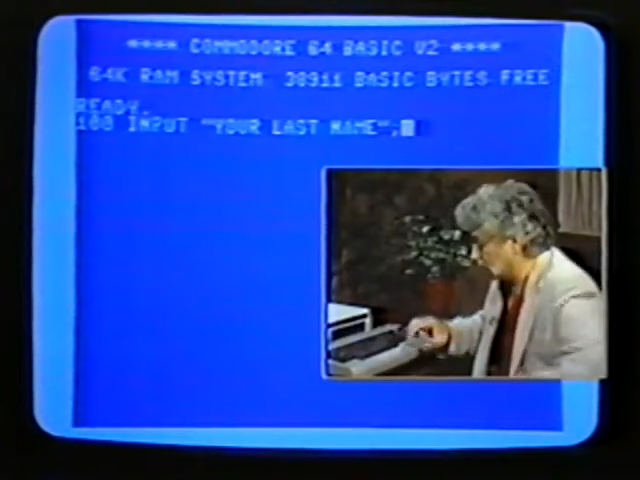 **** COMMODORE 64 BASIC V2 ****
64K RAM SYSTEM 38911 BASIC BYTES FREE
READY.
100 INPUT "YOUR LAST NAME";